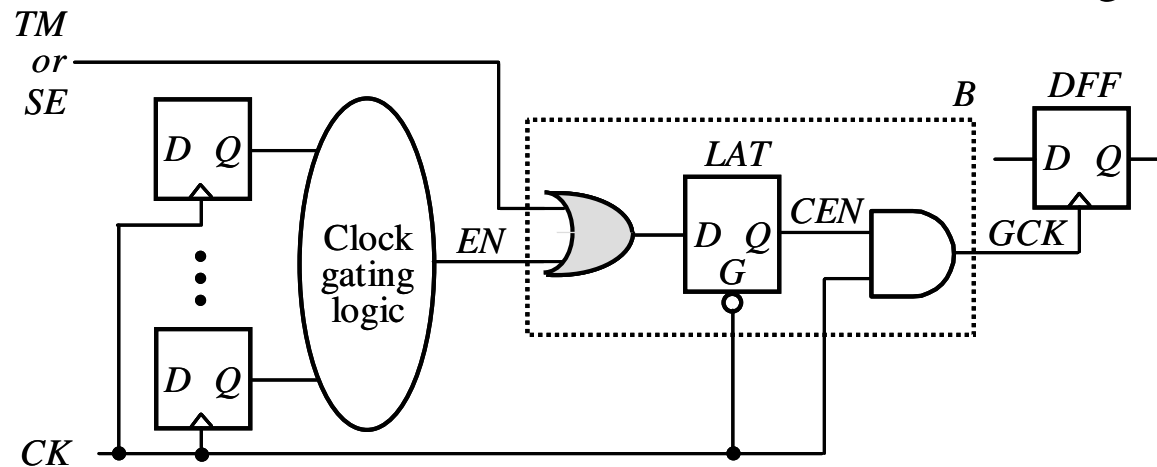 TM
or
SE
D Q
Clock
gating
logic
D Q
CK
EN
B
LAT
D Q
G
CEN
GCK
DFF
D Q